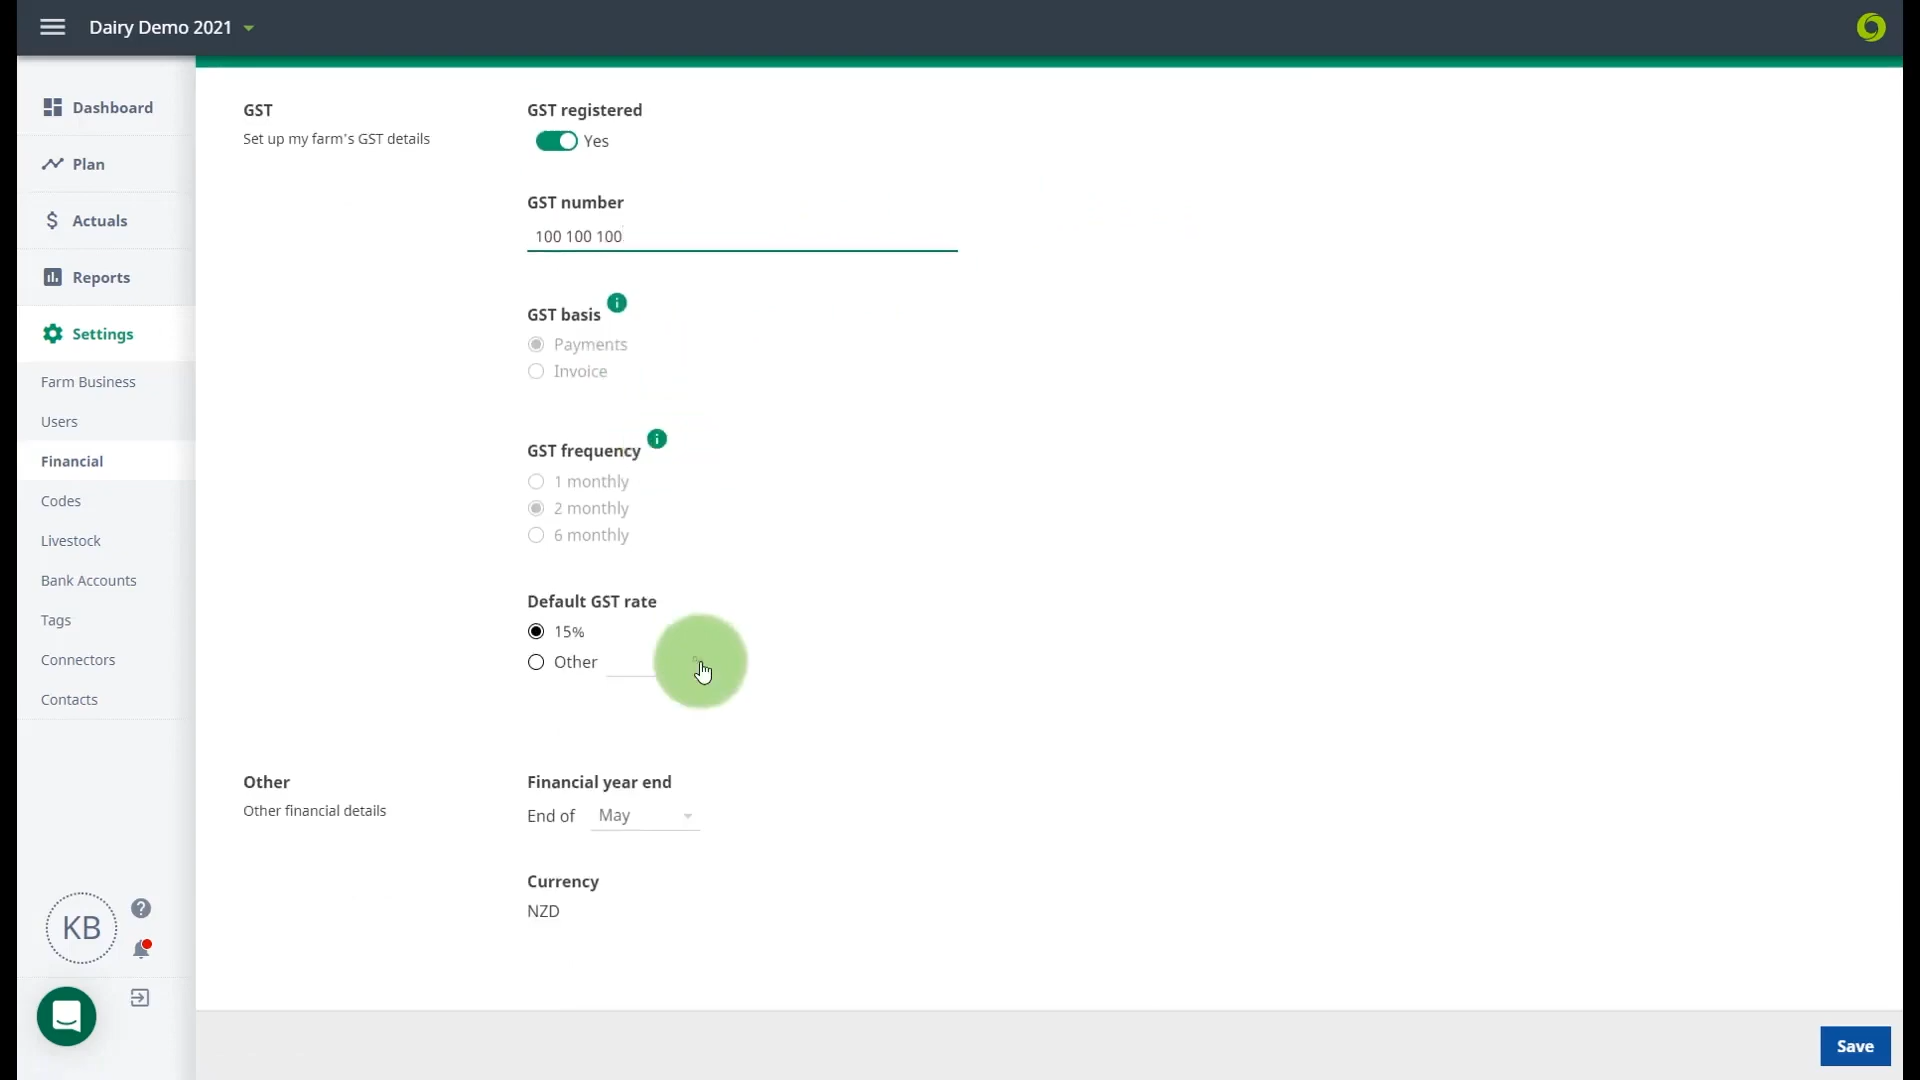 Dairy Demo 2021
Dashboard
Plan
Actuals
Reports
Settings
Farm Business
Users
Financial
Codes
Livestock
Bank Accounts
Tags
Connectors
Contacts
KB
GST
Set up my farm's GST details
GST registered
Yes
GST number
100 100 100
GST basis
Payments
Invoice
GST frequency
1 monthly
2 monthly
6 monthly
Default GST rate
15%
Other
Other
Other financial details
Financial year end
End of May
Currency
NZD
Save